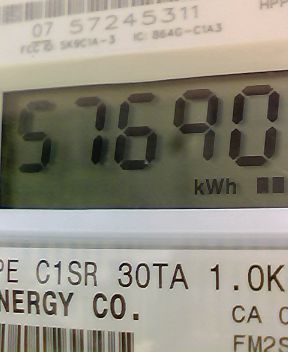 07 57245311
FCC ID: SK9C1A-3 IC: 864G-C1A3
57690
kWh
PE C1SR 30TA 1.0K
NERGY CO.
CA
FM2S